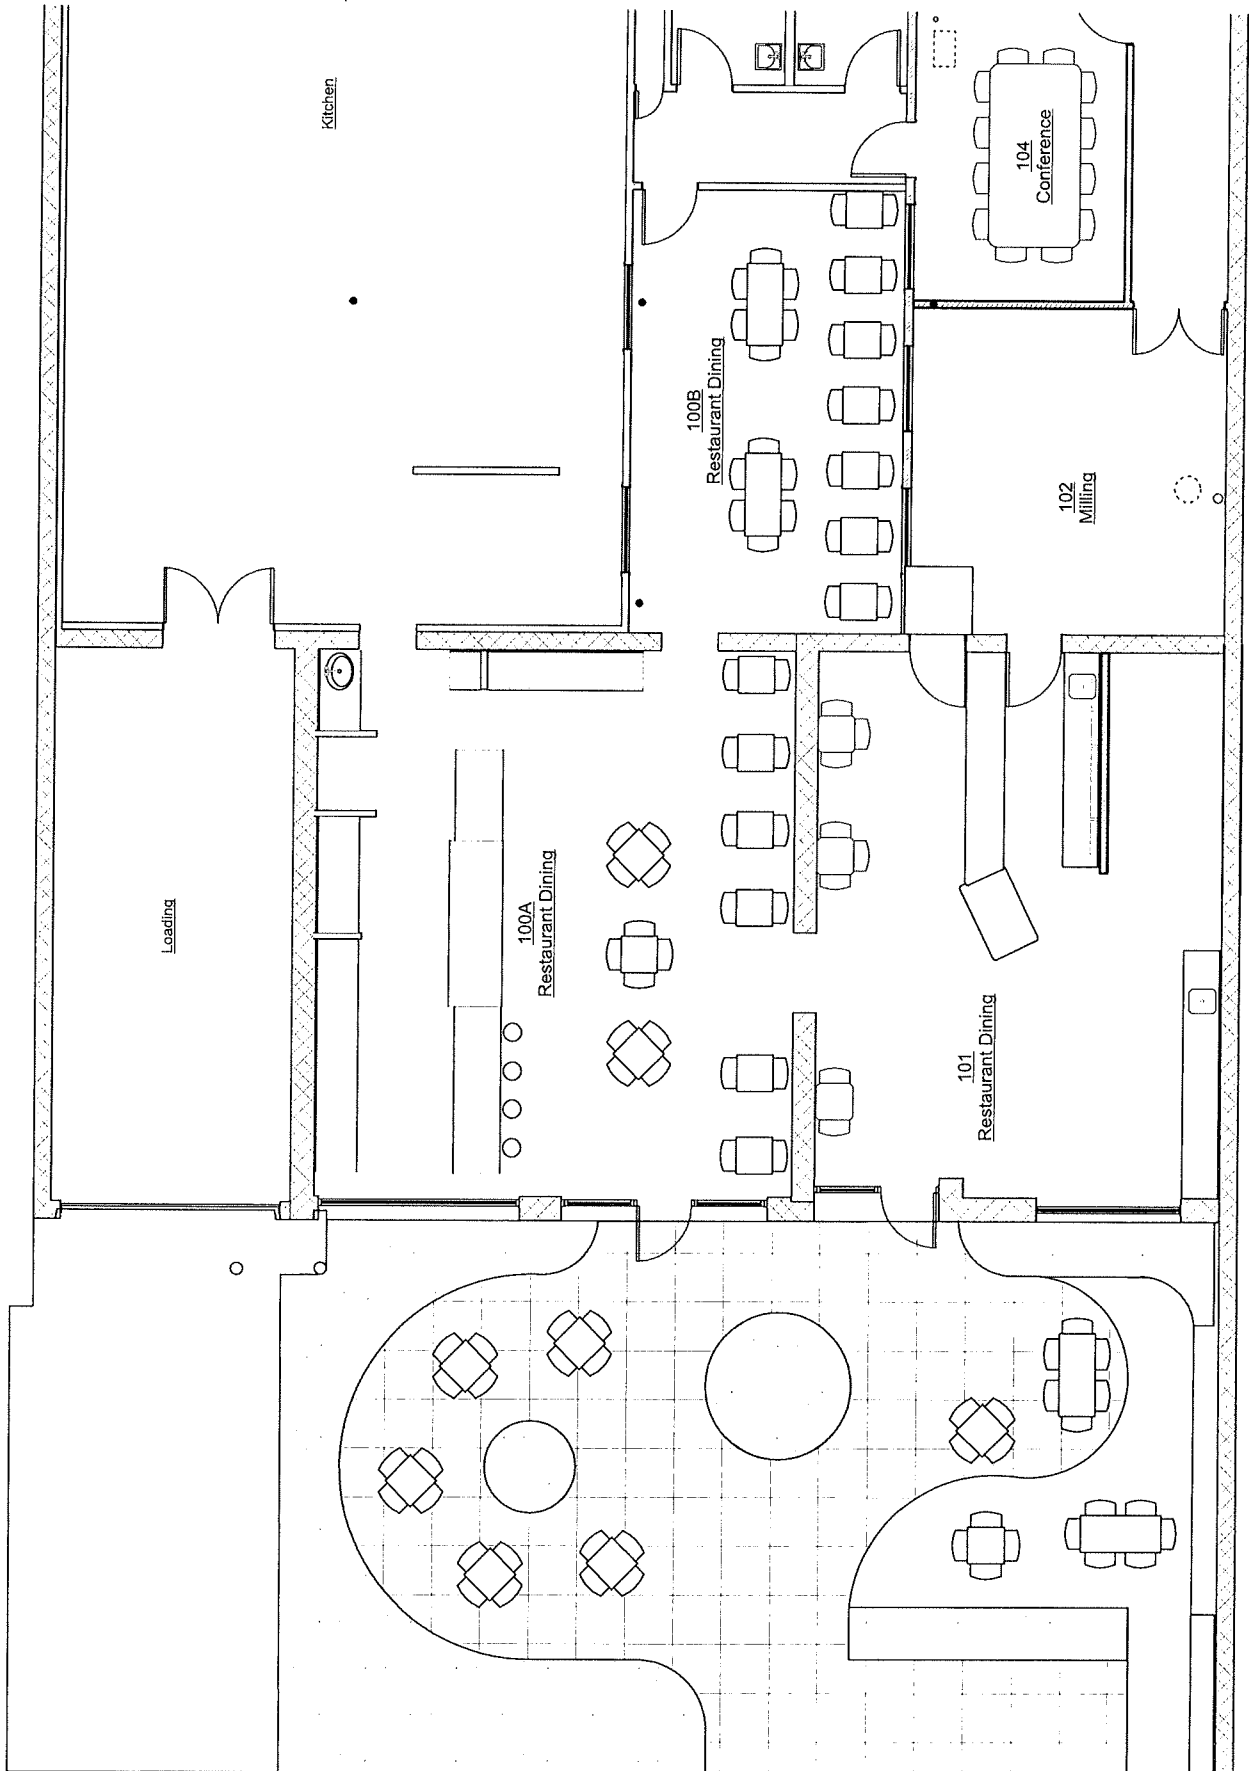 Kitchen
104
Conference
100B
Restaurant Dining
102
Milling
Loading
100A
Restaurant Dining
101
Restaurant Dining